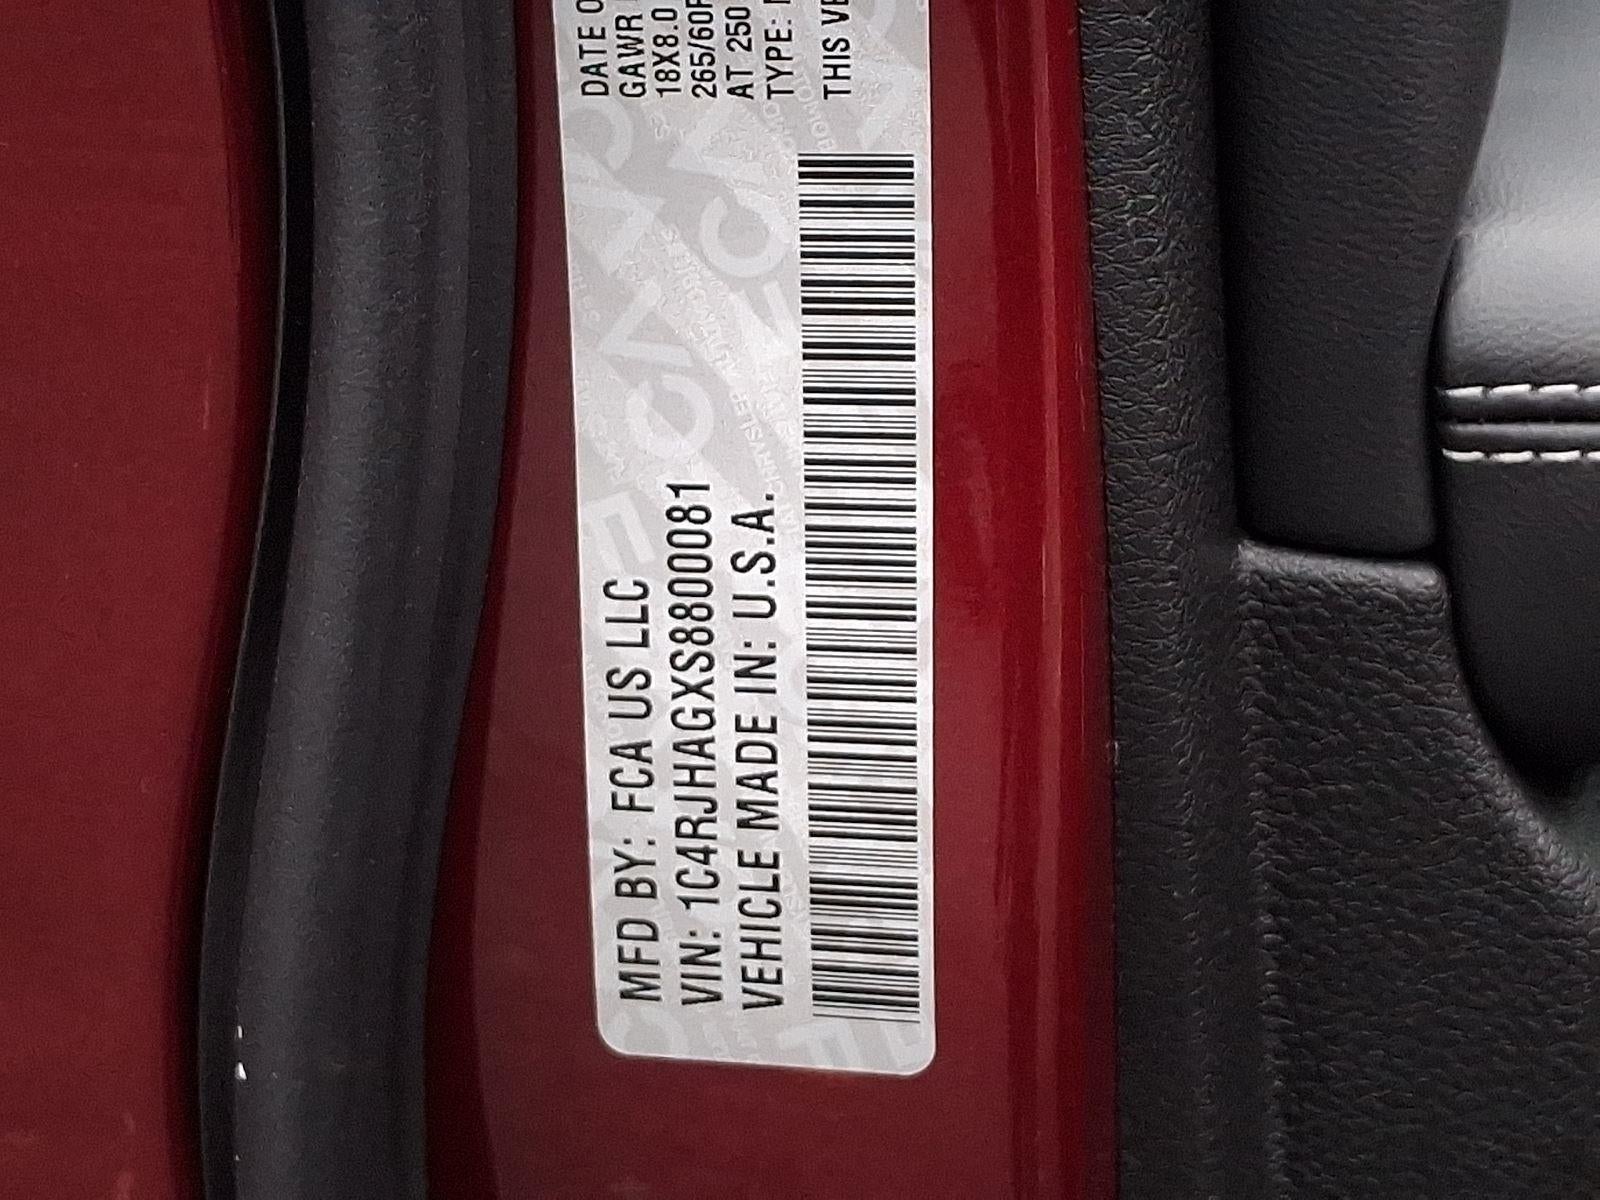 MFD BY: FCA US LLC
VIN: 1C4RJHAGXS8800081
VEHICLE MADE IN: U.S.A.
DATE O
GAWR
18X8.0
265/60R
AT 250
TYPE:
THIS VE